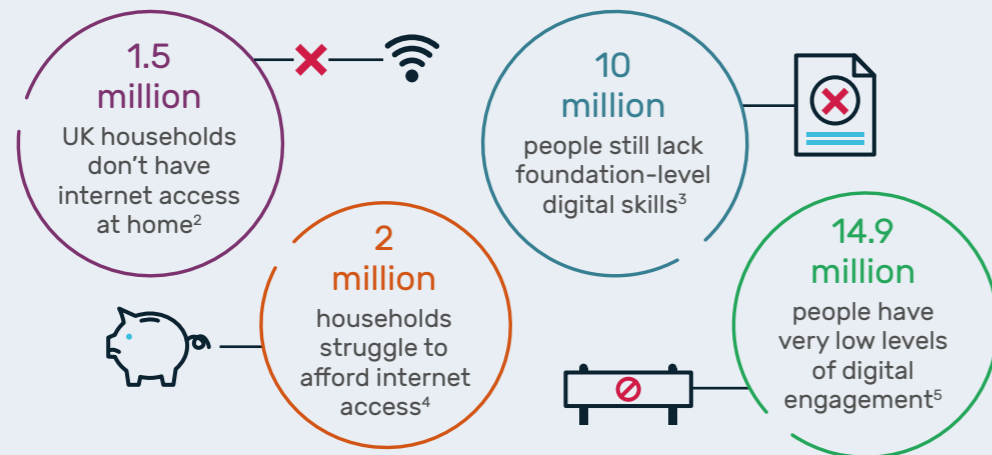 1.5
million
UK households
don't have
internet access
at home²
10
million
people still lack
foundation-level
digital skills³
2
million
households
struggle to
afford internet
access⁴
14.9
million
people have
very low levels
of digital
engagement⁵